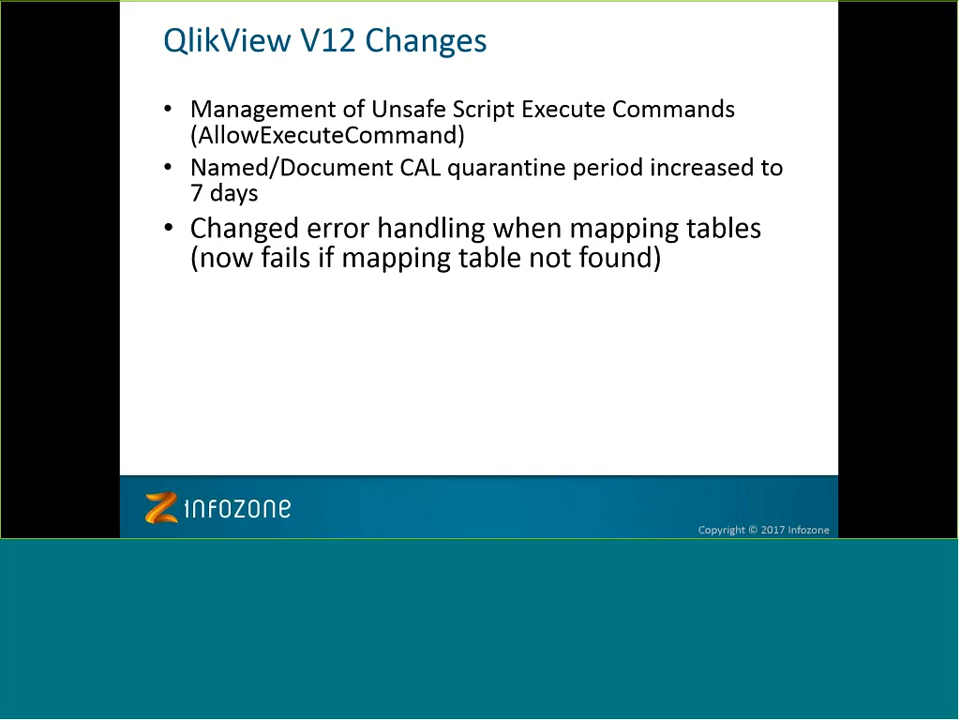 QlikView V12 Changes
• Management of Unsafe Script Execute Commands
(AllowExecuteCommand)
• Named/Document CAL quarantine period increased to
7 days
• Changed error handling when mapping tables
(now fails if mapping table not found)
ınfozone
Copyright © 2017 Infozone